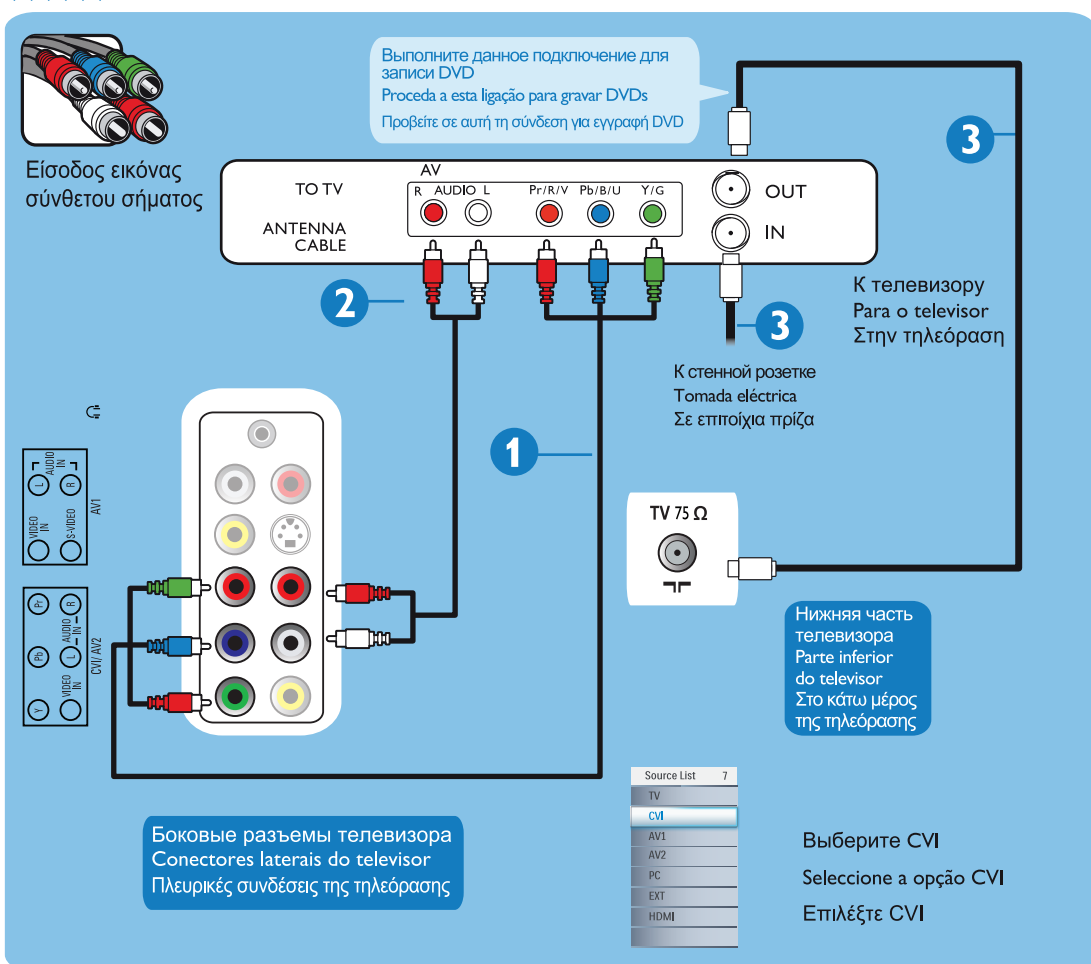 Выполните данное подключение для
записи DVD
Proceda a esta ligação para gravar DVDs
Προβείτε σε αυτή τη σύνδεση για εγγραφή DVD
3
Είσοδος εικόνας
σύνθετου σήματος
TO TV
ANTENNA
CABLE
AV
R AUDIO L
Pr/R/V Pb/B/U Y/G
OUT
IN
2
3
К телевизору
Para o televisor
Στην τηλεόραση
К стенной розетке
Tomada eléctrica
Σε επιτοίχια πρίζα
1
L AUDIO IN R
VIDEO IN
S-VIDEO
AV1
Pr R
Pb L AUDIO IN
Y VIDEO IN
CVI/ AV2
TV 75 Ω
Нижняя часть
телевизора
Parte inferior
do televisor
Στο κάτω μέρος
της τηλεόρασης
Боковые разъемы телевизора
Conectores laterais do televisor
Πλευρικές συνδέσεις της τηλεόρασης
Source List 7
TV
CVI
AV1
AV2
PC
EXT
HDMI
Выберите CVI
Seleccione a opção CVI
Επιλέξτε CVI